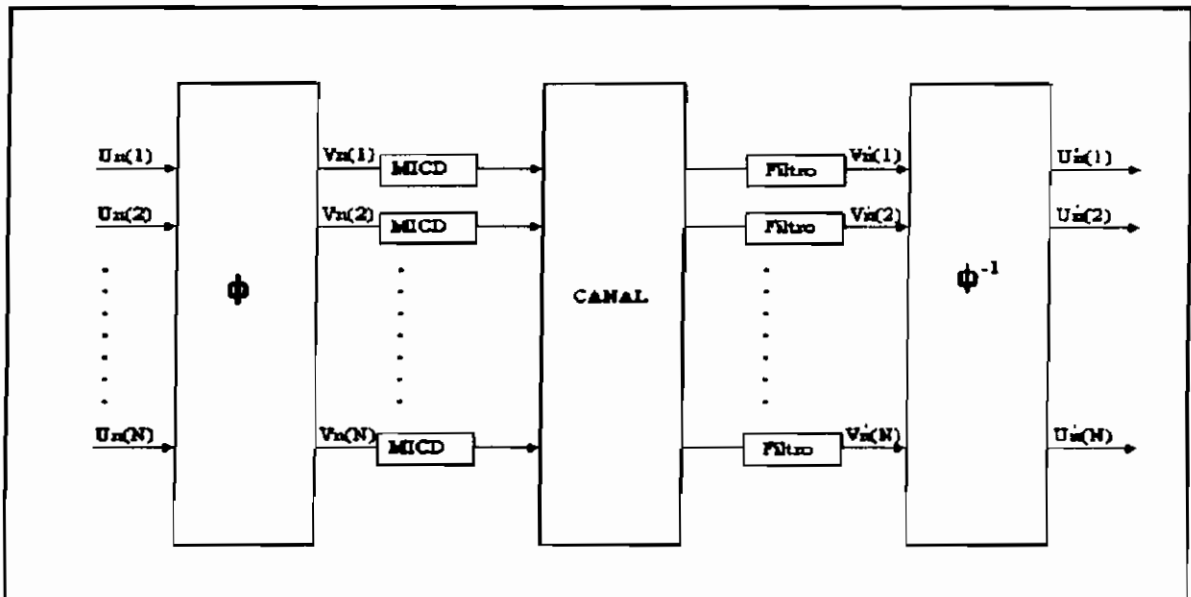 Un(1) Vn(1) MICD Filtro Vn'(1) Un'(1)
Un(2) Vn(2) MICD Filtro Vn'(2) Un'(2)
Φ CANAL Φ⁻¹
Un(N) Vn(N) MICD Filtro Vn'(N) Un'(N)